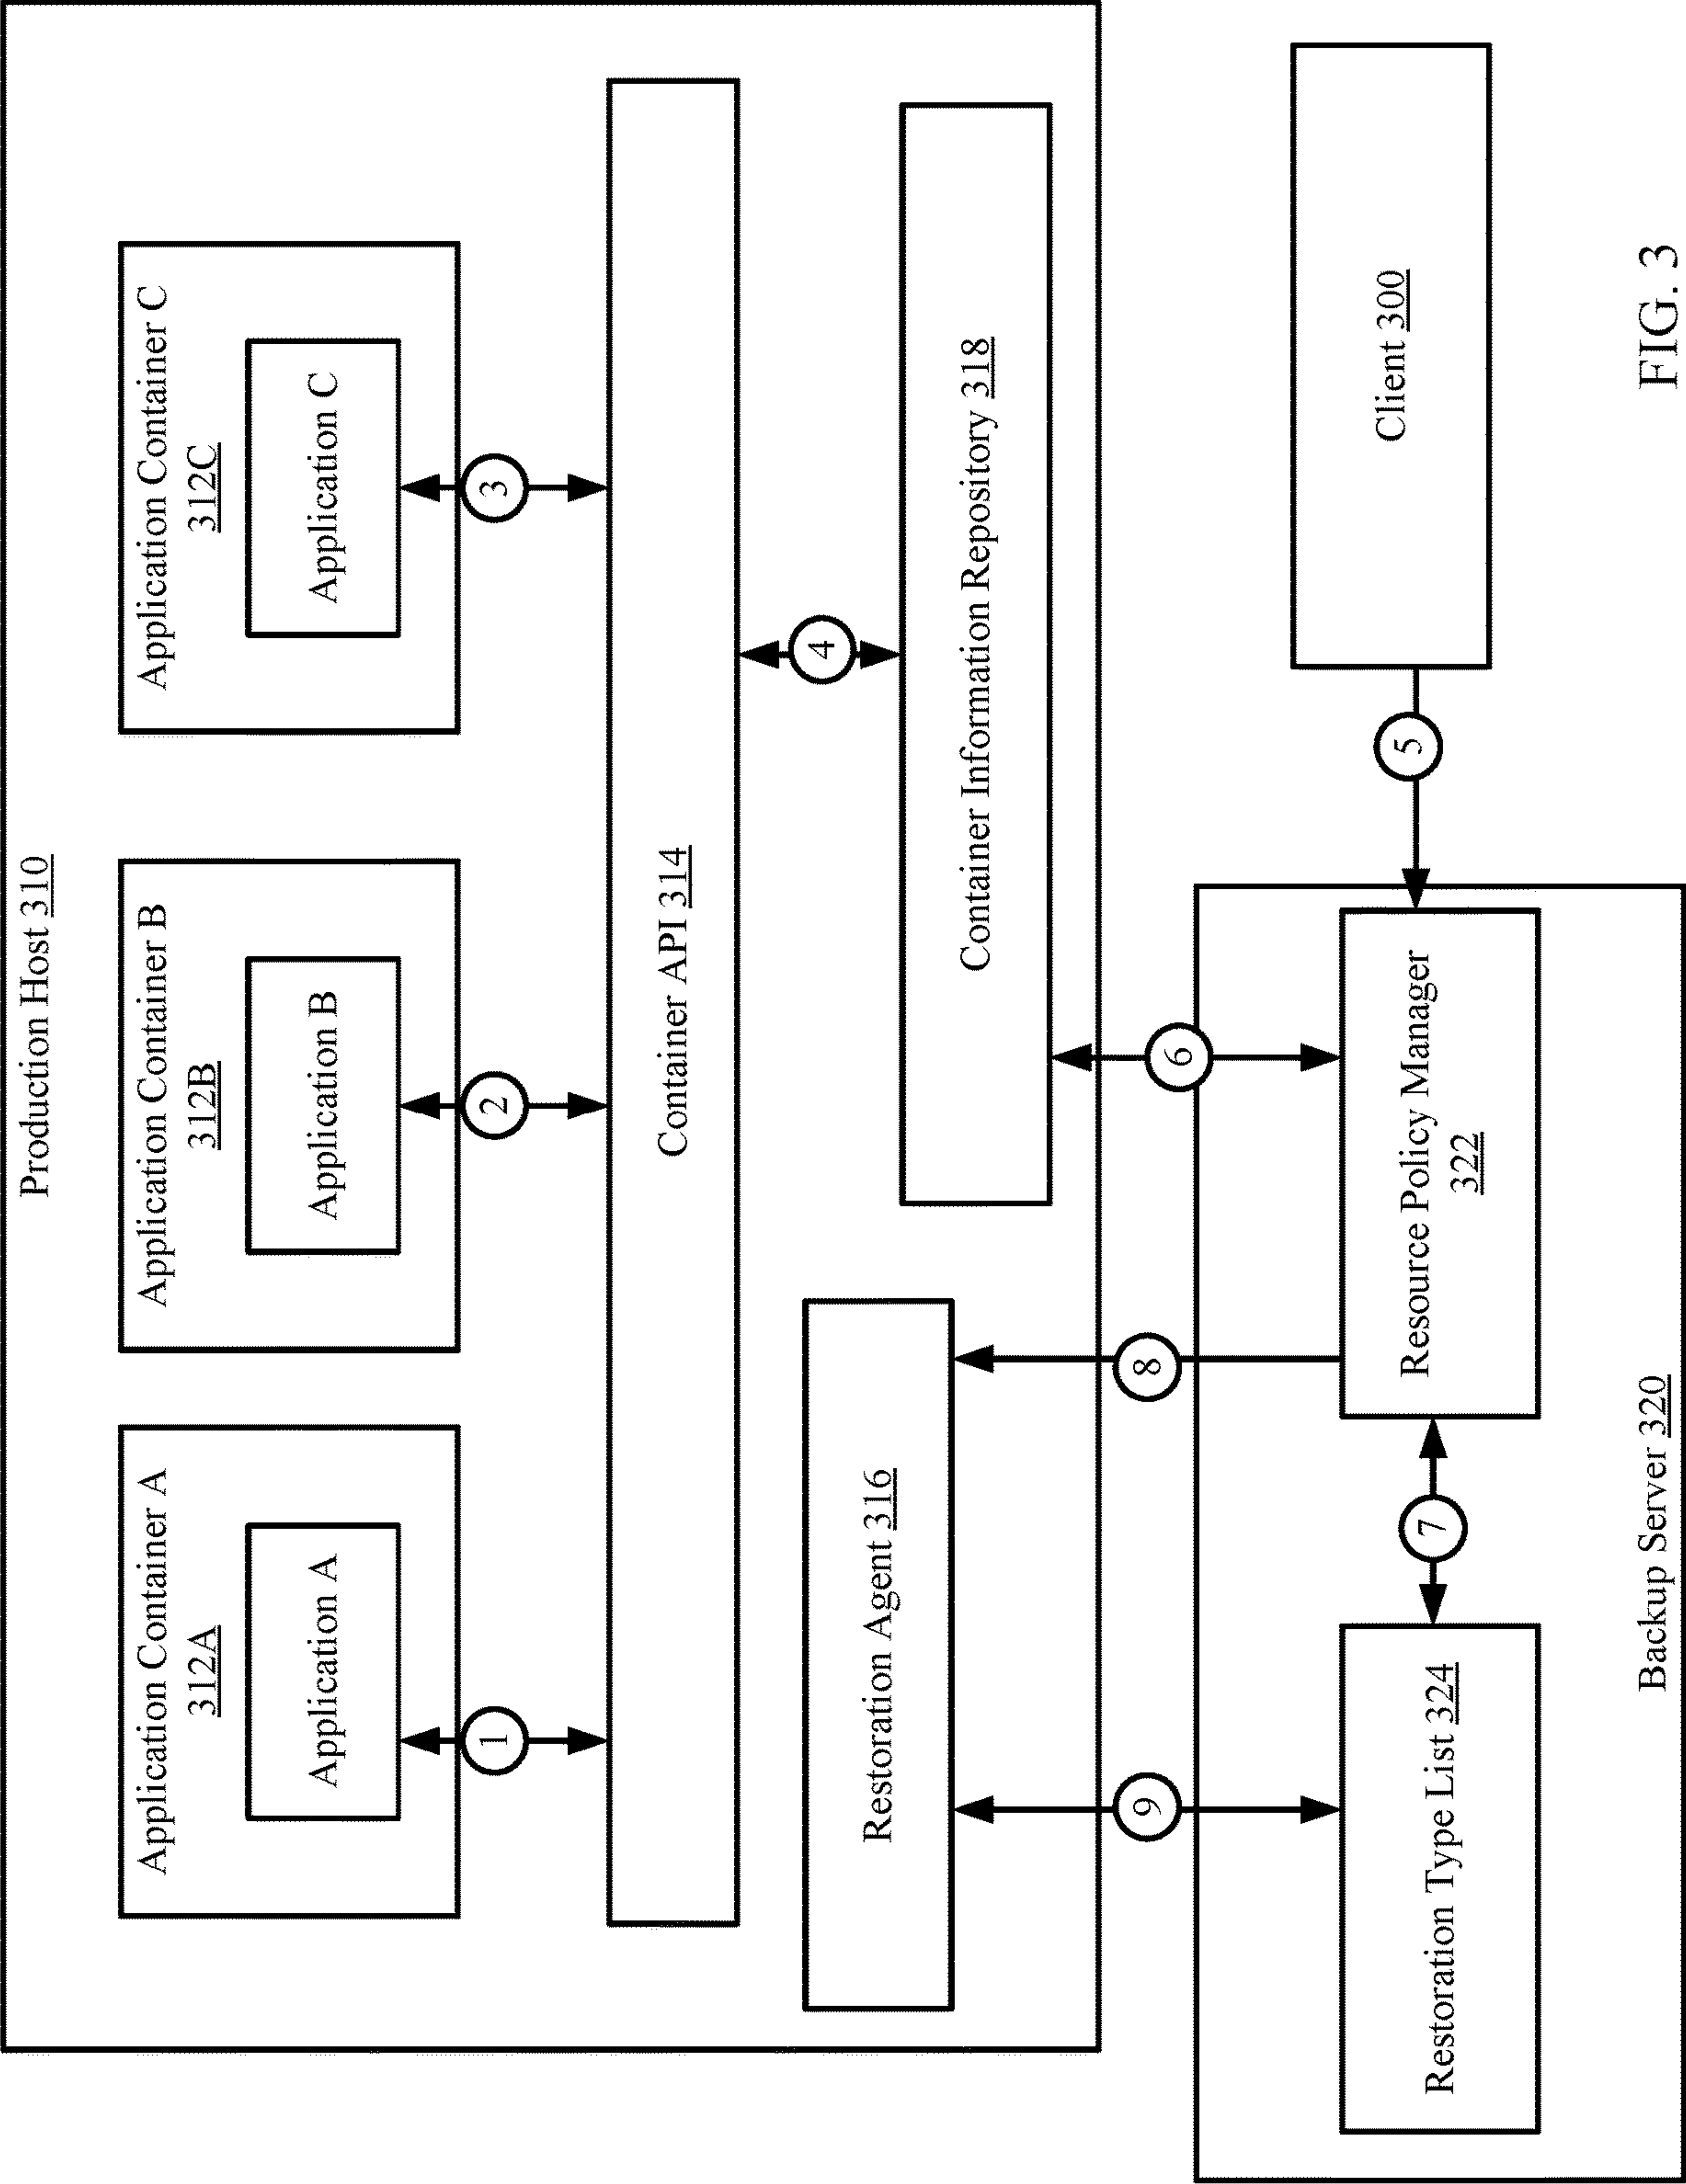 Production Host 310
Application Container A
312A
Application A
Application Container B
312B
Application B
Application Container C
312C
Application C
1
2
3
Container API 314
4
Restoration Agent 316
Container Information Repository 318
9
8
6
Restoration Type List 324
7
Resource Policy Manager
322
5
Client 300
Backup Server 320
FIG. 3